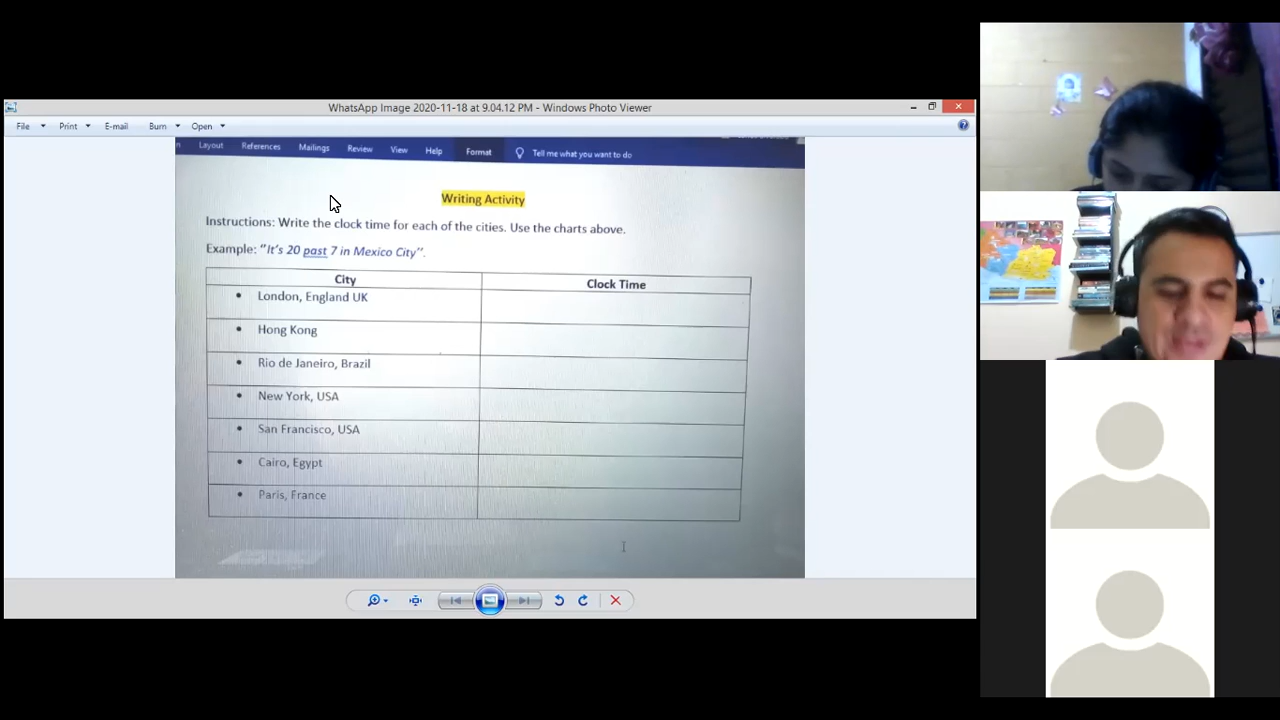 WhatsApp Image 2020-11-18 at 9.04.12 PM - Windows Photo Viewer
File Print E-mail Burn Open
Layout References Mailings Review View Help Format Tell me what you want to do
Writing Activity
Instructions: Write the clock time for each of the cities. Use the charts above.
Example: "It's 20 past 7 in Mexico City".
City Clock Time
• London, England UK
• Hong Kong
• Rio de Janeiro, Brazil
• New York, USA
• San Francisco, USA
• Cairo, Egypt
• Paris, France